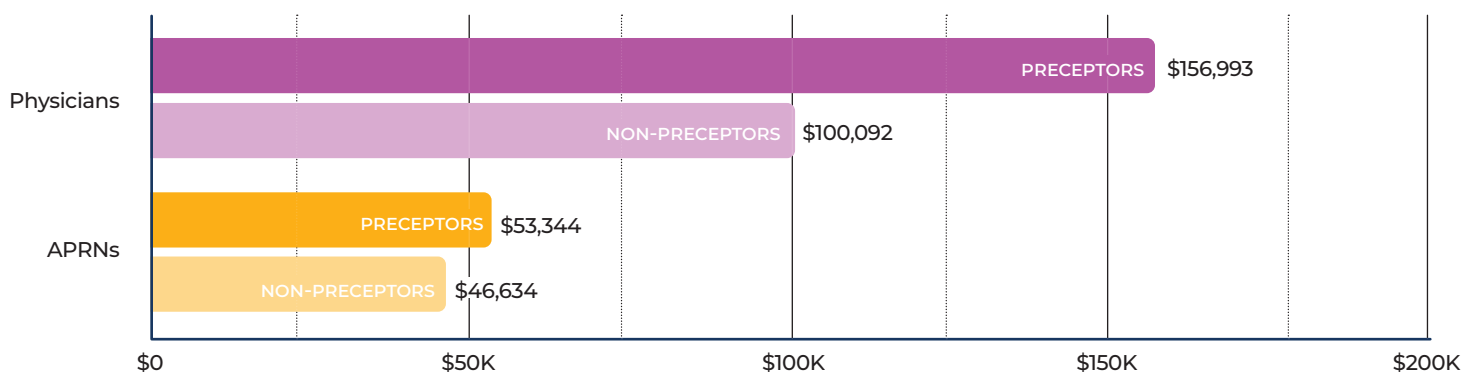 PRECEPTORS $156,993
Physicians
NON-PRECEPTORS $100,092
PRECEPTORS $53,344
APRNs
NON-PRECEPTORS $46,634
$0 $50K $100K $150K $200K